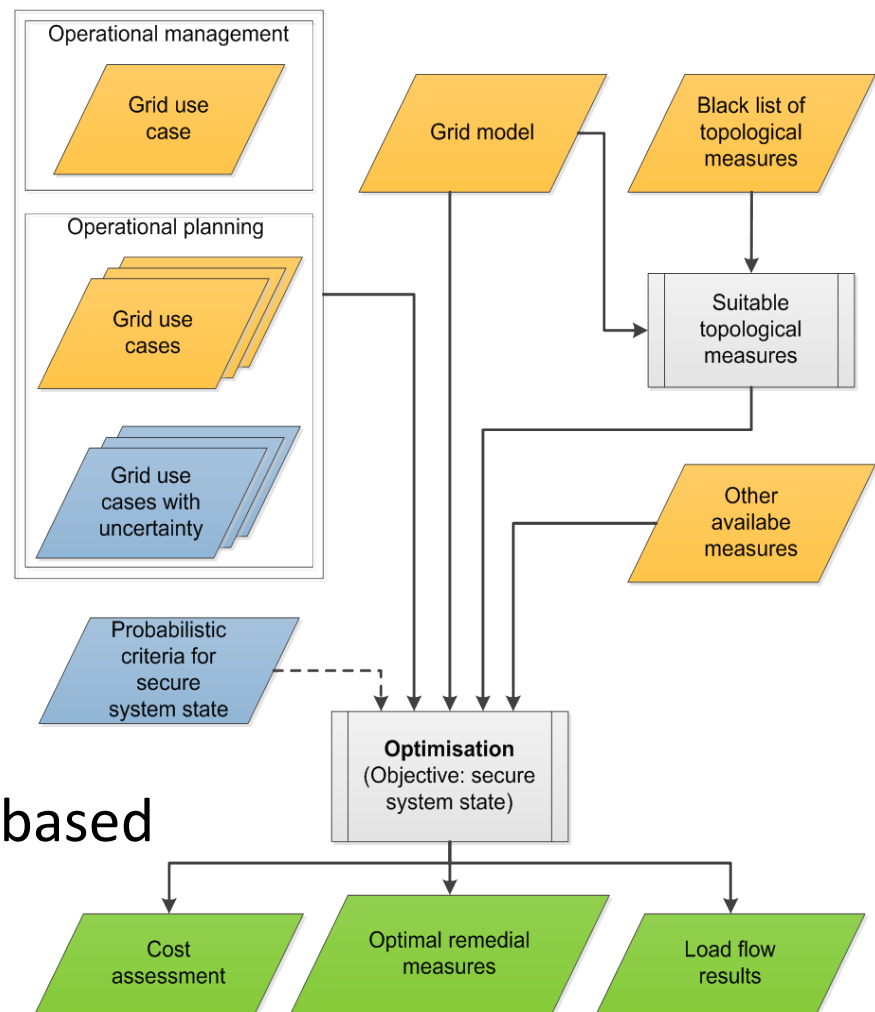 Operational management
Grid use
case
Grid model
Black list of
topological
measures
Operational planning
Grid use
cases
Suitable
topological
measures
Grid use
cases with
uncertainty
Other
availabe
measures
Probabilistic
criteria for
secure
system state
Optimisation
(Objective: secure
system state)
based
Cost
assessment
Optimal remedial
measures
Load flow
results